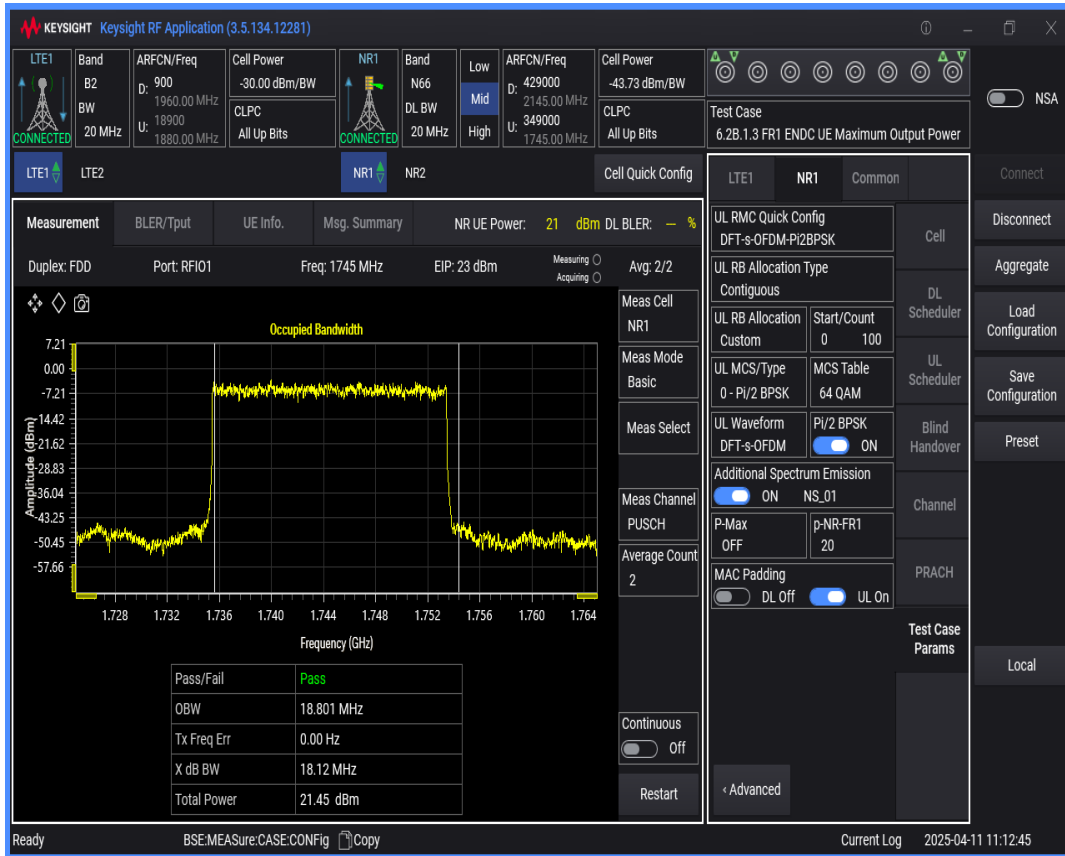 KEYSIGHT Keysight RF Application (3.5.134.12281)
LTE1 Band ARFCN/Freq Cell Power NR1 Band Low ARFCN/Freq Cell Power
B2 D: 900 -30.00 dBm/BW N66 D: 429000 -43.73 dBm/BW
BW 1960.00 MHz CLPC DL BW Mid 2145.00 MHz CLPC
CONNECTED 20 MHz U: 18900 All Up Bits CONNECTED 20 MHz High U: 349000 All Up Bits
1880.00 MHz 1745.00 MHz
Test Case
6.2B.1.3 FR1 ENDC UE Maximum Output Power
NSA
LTE1 LTE2 NR1 NR2 Cell Quick Config
Measurement BLER/Tput UE Info. Msg. Summary NR UE Power: 21 dBm DL BLER: — %
Duplex: FDD Port: RFIO1 Freq: 1745 MHz EIP: 23 dBm Measuring Avg: 2/2
Acquiring
Occupied Bandwidth
Amplitude (dBm)
7.21
0.00
-7.21
-14.42
-21.62
-28.83
-36.04
-43.25
-50.45
-57.66
1.728 1.732 1.736 1.740 1.744 1.748 1.752 1.756 1.760 1.764
Frequency (GHz)
Pass/Fail Pass
OBW 18.801 MHz
Tx Freq Err 0.00 Hz
X dB BW 18.12 MHz
Total Power 21.45 dBm
Meas Cell
NR1
Meas Mode
Basic
Meas Select
Meas Channel
PUSCH
Average Count
2
Continuous
Off
Restart
LTE1 NR1 Common
UL RMC Quick Config
DFT-s-OFDM-Pi2BPSK
UL RB Allocation Type
Contiguous
UL RB Allocation Start/Count
Custom 0 100
UL MCS/Type MCS Table
0 - Pi/2 BPSK 64 QAM
UL Waveform Pi/2 BPSK
DFT-s-OFDM ON
Additional Spectrum Emission
ON NS_01
P-Max p-NR-FR1
OFF 20
MAC Padding
DL Off UL On
‹ Advanced
Cell
DL
Scheduler
UL
Scheduler
Blind
Handover
Channel
PRACH
Test Case
Params
Connect
Disconnect
Aggregate
Load
Configuration
Save
Configuration
Preset
Local
Ready BSE:MEASure:CASE:CONFig Copy Current Log 2025-04-11 11:12:45